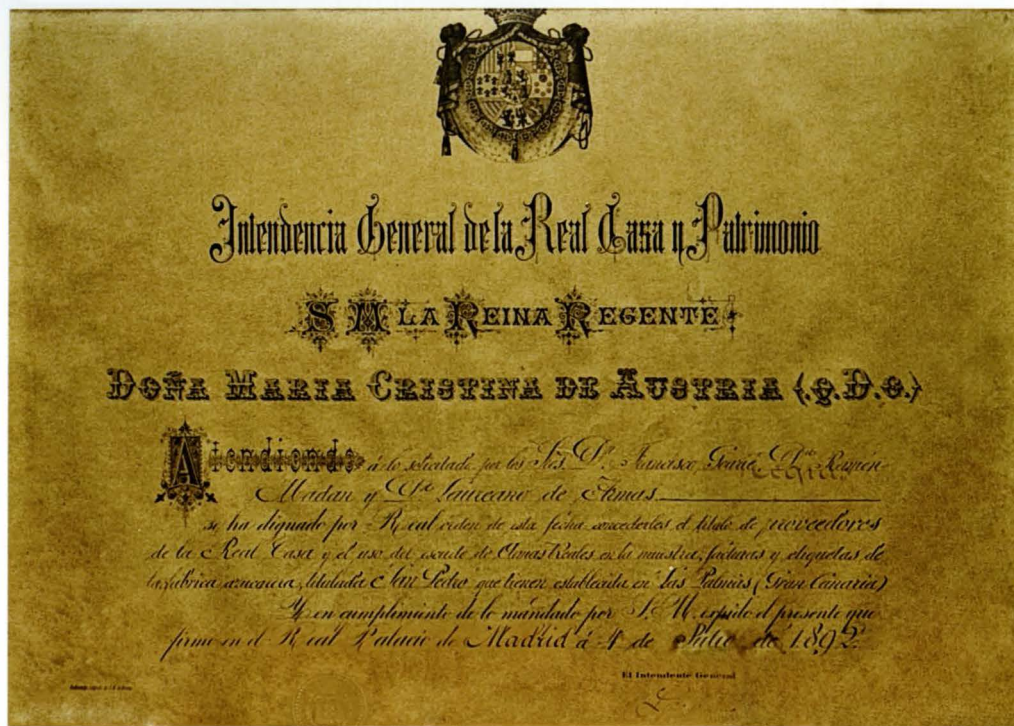 Intendencia General de la Real Casa y Patrimonio
S M LA REINA REGENTE
DOÑA MARIA CRISTINA DE AUSTRIA (q.D.G.)
Atendiendo á lo solicitado por los Sres. Dn. Francisco Gourié, Dn. Ramón
Madan y Dn. Laureano de Armas
se ha dignado por Real orden de esta fecha concederles el título de proveedores
de la Real Casa y el uso del escudo de Armas Reales en la muestra, facturas y etiquetas de
la fábrica azucarera, titulada San Pedro que tienen establecida en Las Palmas (Gran Canaria)
Y en cumplimiento de lo mandado por S. M. expido el presente que
firmo en el Real Palacio de Madrid á 4 de Julio de 1892.
El Intendente General